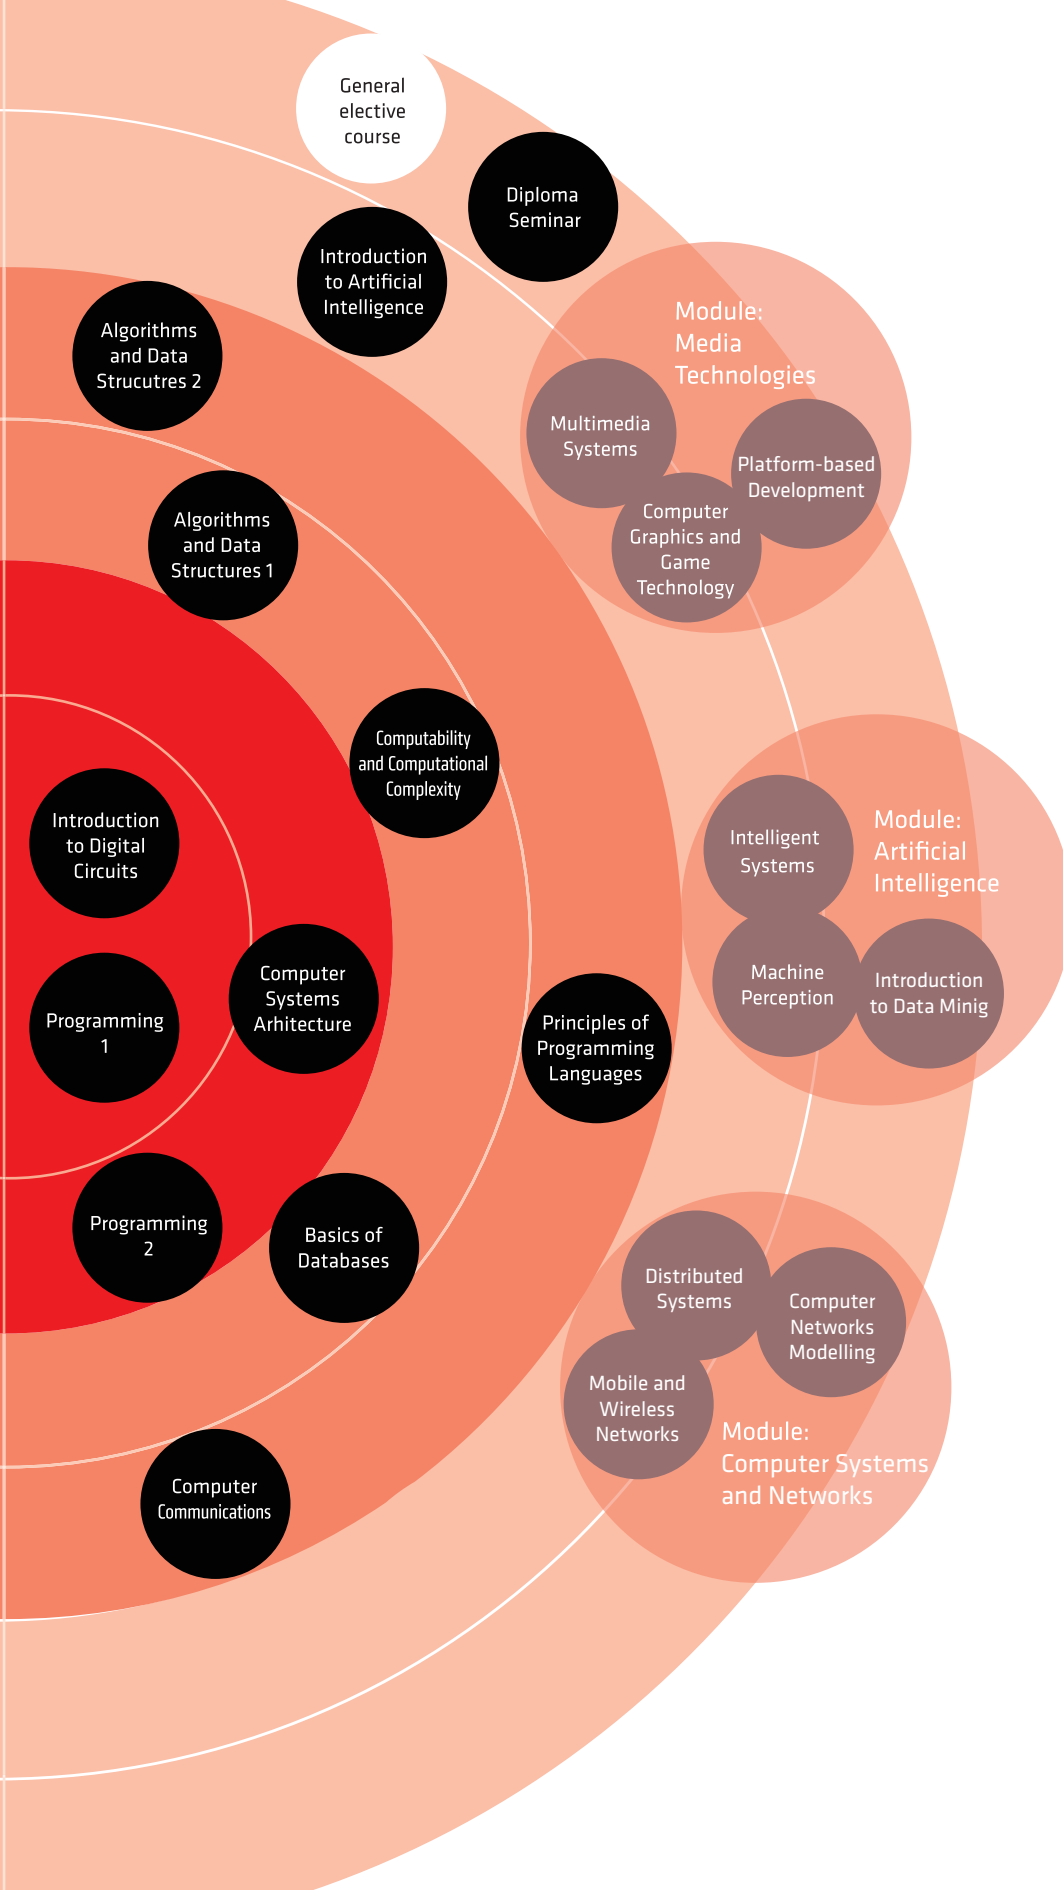 General
elective
course
Diploma
Seminar
Introduction
to Artificial
Intelligence
Algorithms
and Data
Strucutres 2
Module:
Media
Technologies
Multimedia
Systems
Platform-based
Development
Computer
Graphics and
Game
Technology
Algorithms
and Data
Structures 1
Computability
and Computational
Complexity
Introduction
to Digital
Circuits
Module:
Artificial
Intelligence
Intelligent
Systems
Machine
Perception
Introduction
to Data Minig
Computer
Systems
Arhitecture
Programming
1
Principles of
Programming
Languages
Programming
2
Basics of
Databases
Distributed
Systems
Computer
Networks
Modelling
Mobile and
Wireless
Networks
Module:
Computer Systems
and Networks
Computer
Communications